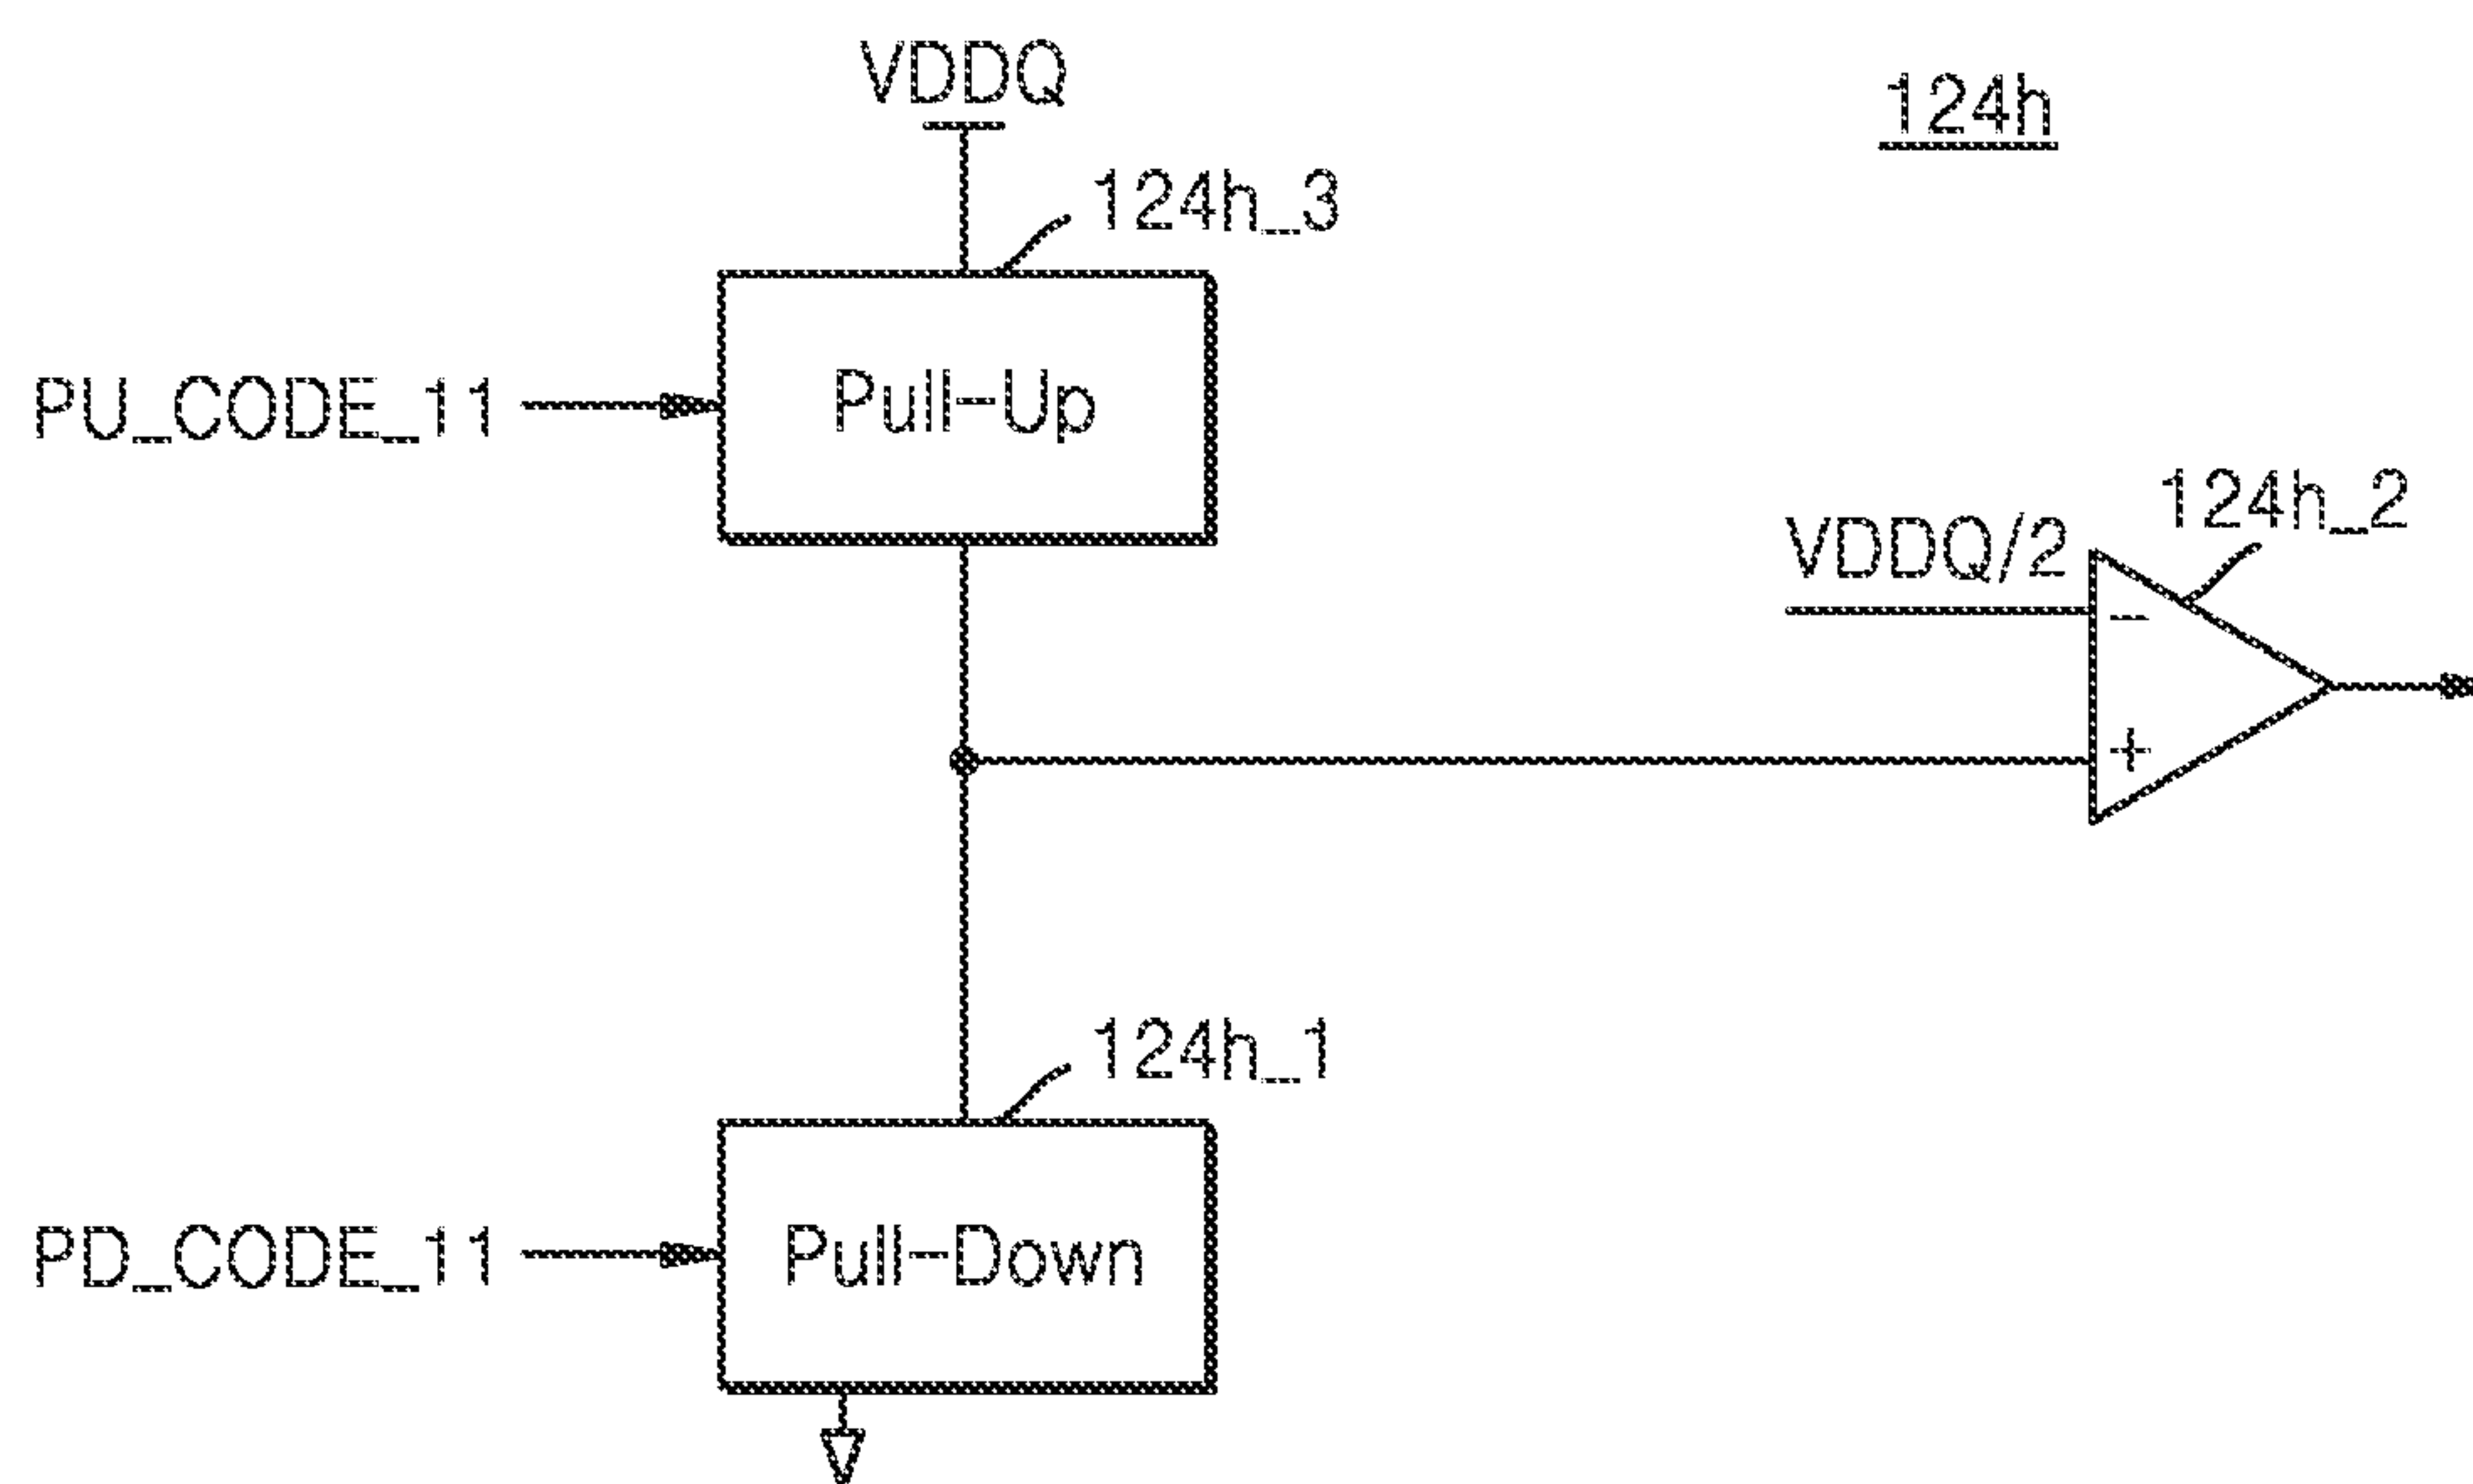 VDDQ
124h
124h_3
PU_CODE_11
Pull-Up
124h_2
VDDQ/2
-
+
124h_1
PD_CODE_11
Pull-Down